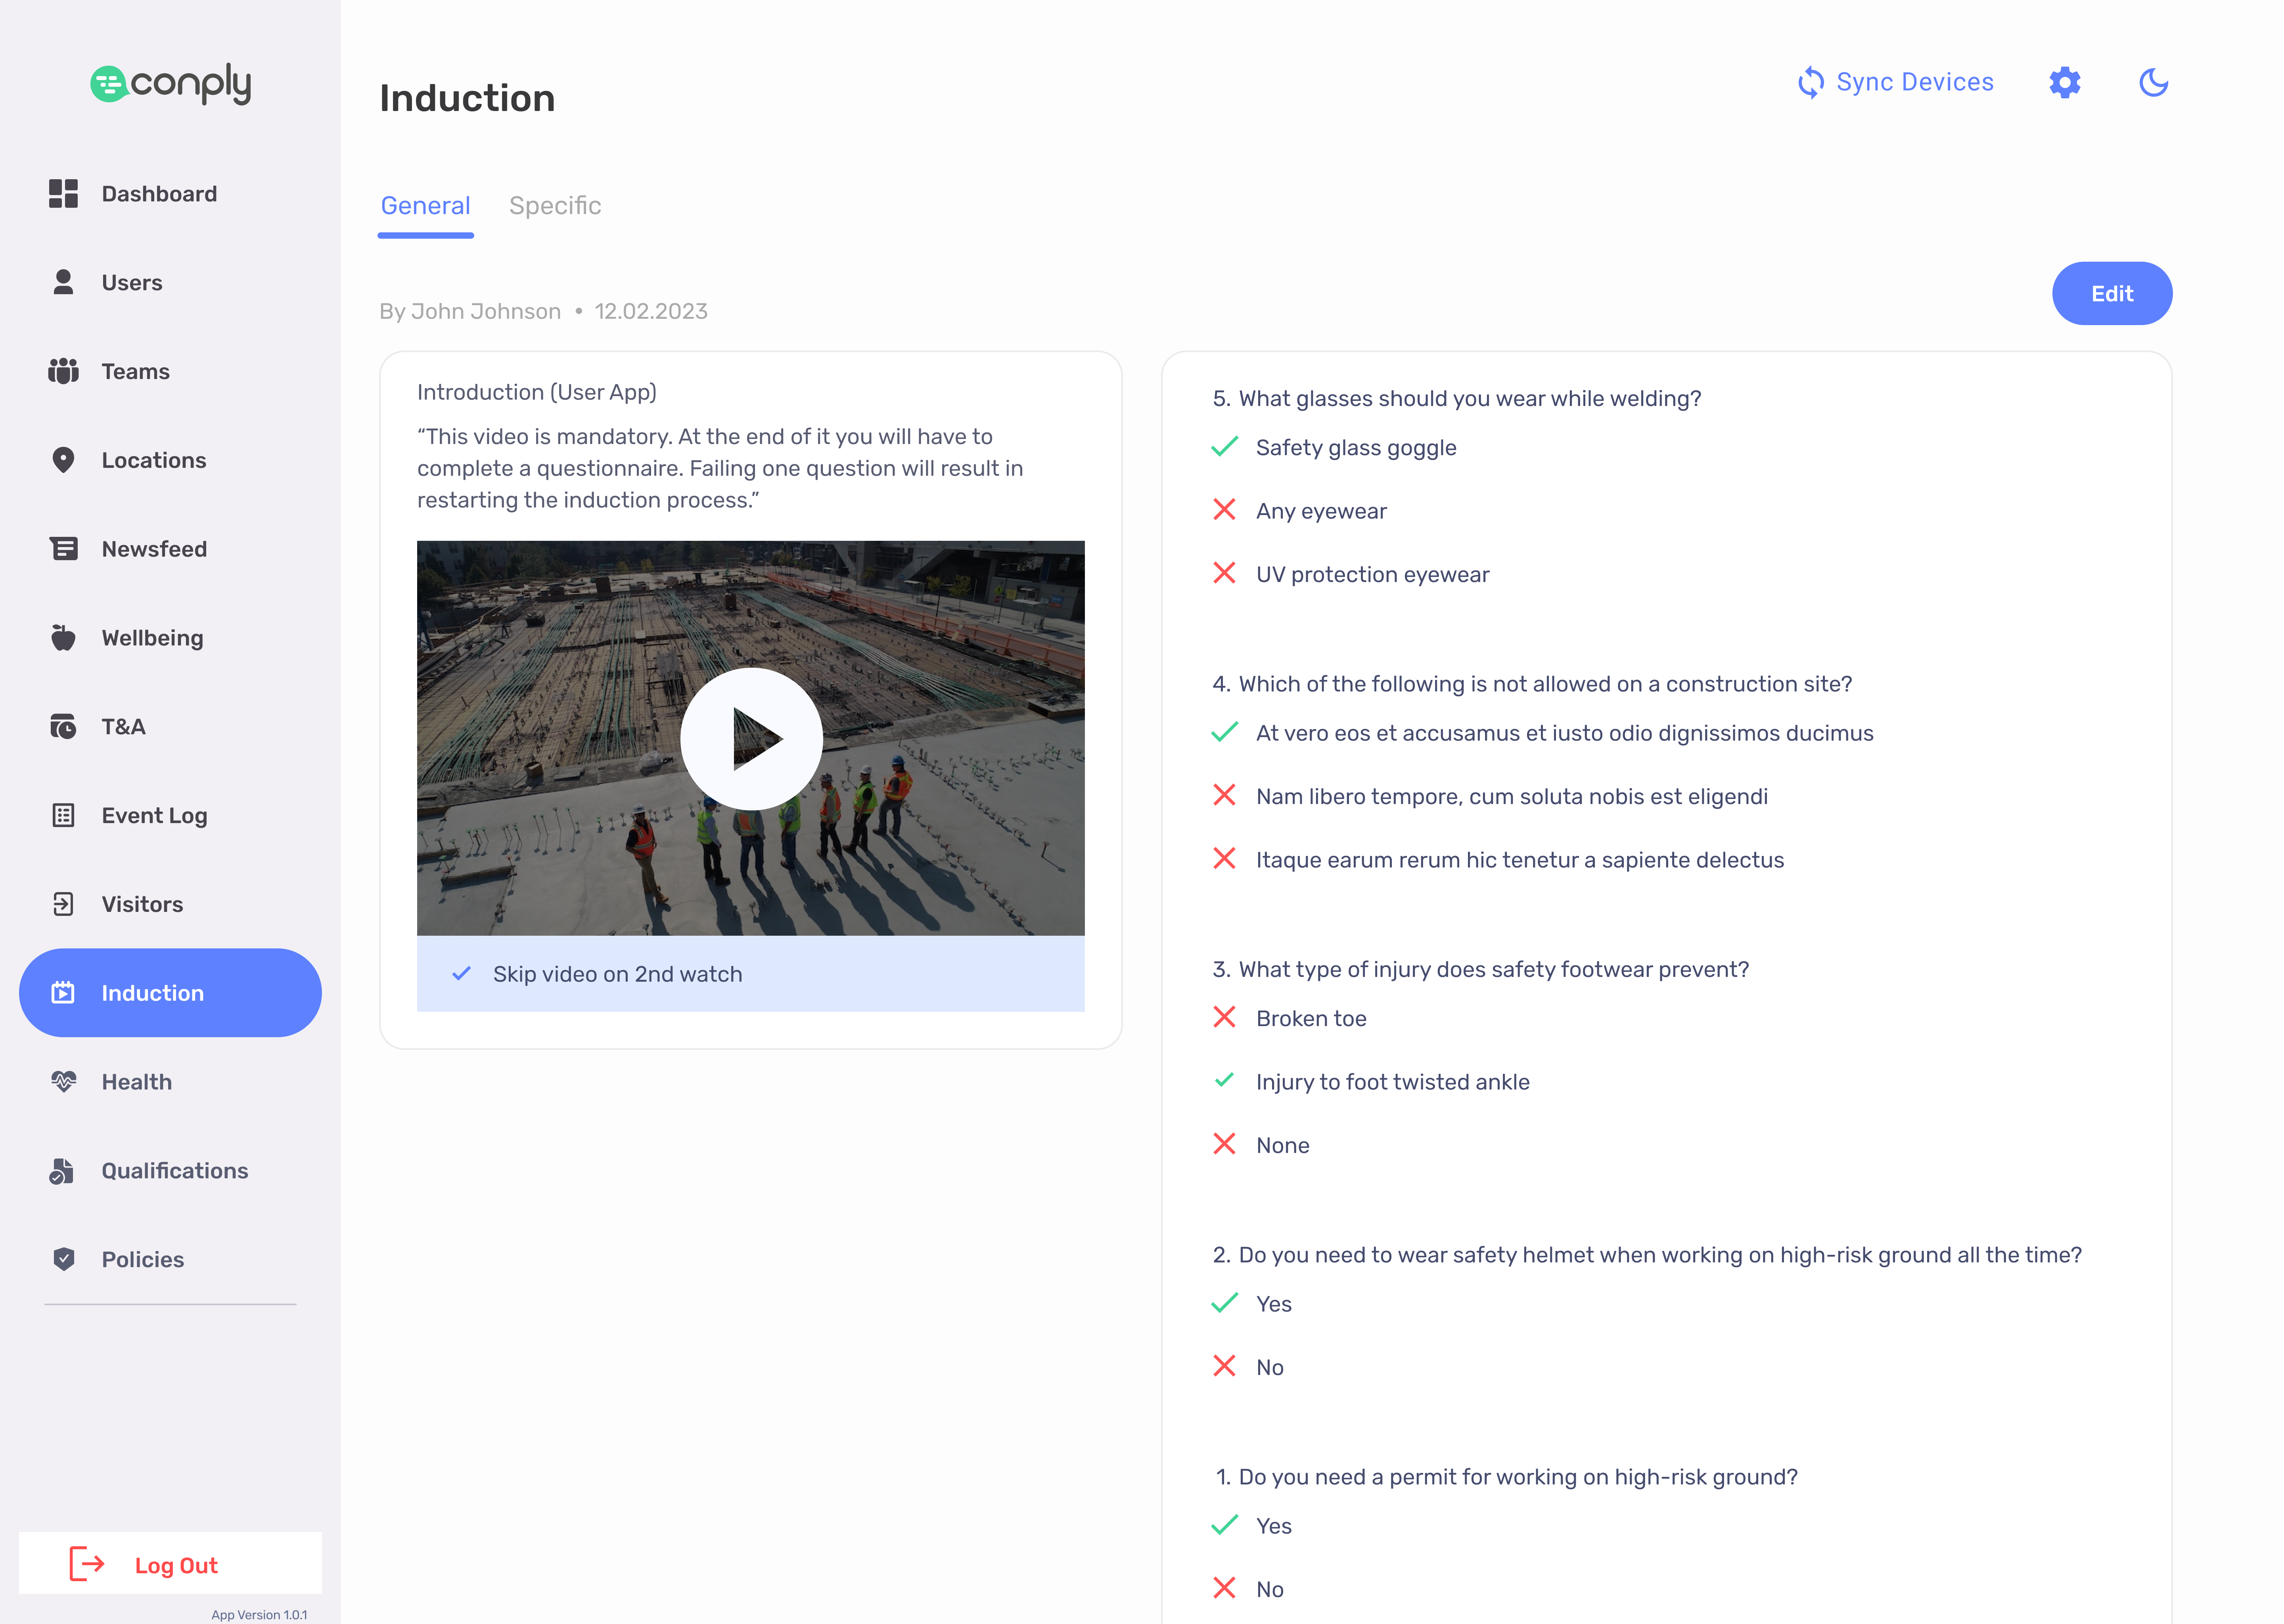 conply
Dashboard
Users
Teams
Locations
Newsfeed
Wellbeing
T&A
Event Log
Visitors
Induction
Health
Qualifications
Policies
Log Out
App Version 1.0.1
Induction
Sync Devices
General
Specific
By John Johnson • 12.02.2023
Edit
Introduction (User App)
“This video is mandatory. At the end of it you will have to
complete a questionnaire. Failing one question will result in
restarting the induction process.”
Skip video on 2nd watch
5. What glasses should you wear while welding?
Safety glass goggle
Any eyewear
UV protection eyewear
4. Which of the following is not allowed on a construction site?
At vero eos et accusamus et iusto odio dignissimos ducimus
Nam libero tempore, cum soluta nobis est eligendi
Itaque earum rerum hic tenetur a sapiente delectus
3. What type of injury does safety footwear prevent?
Broken toe
Injury to foot twisted ankle
None
2. Do you need to wear safety helmet when working on high-risk ground all the time?
Yes
No
1. Do you need a permit for working on high-risk ground?
Yes
No